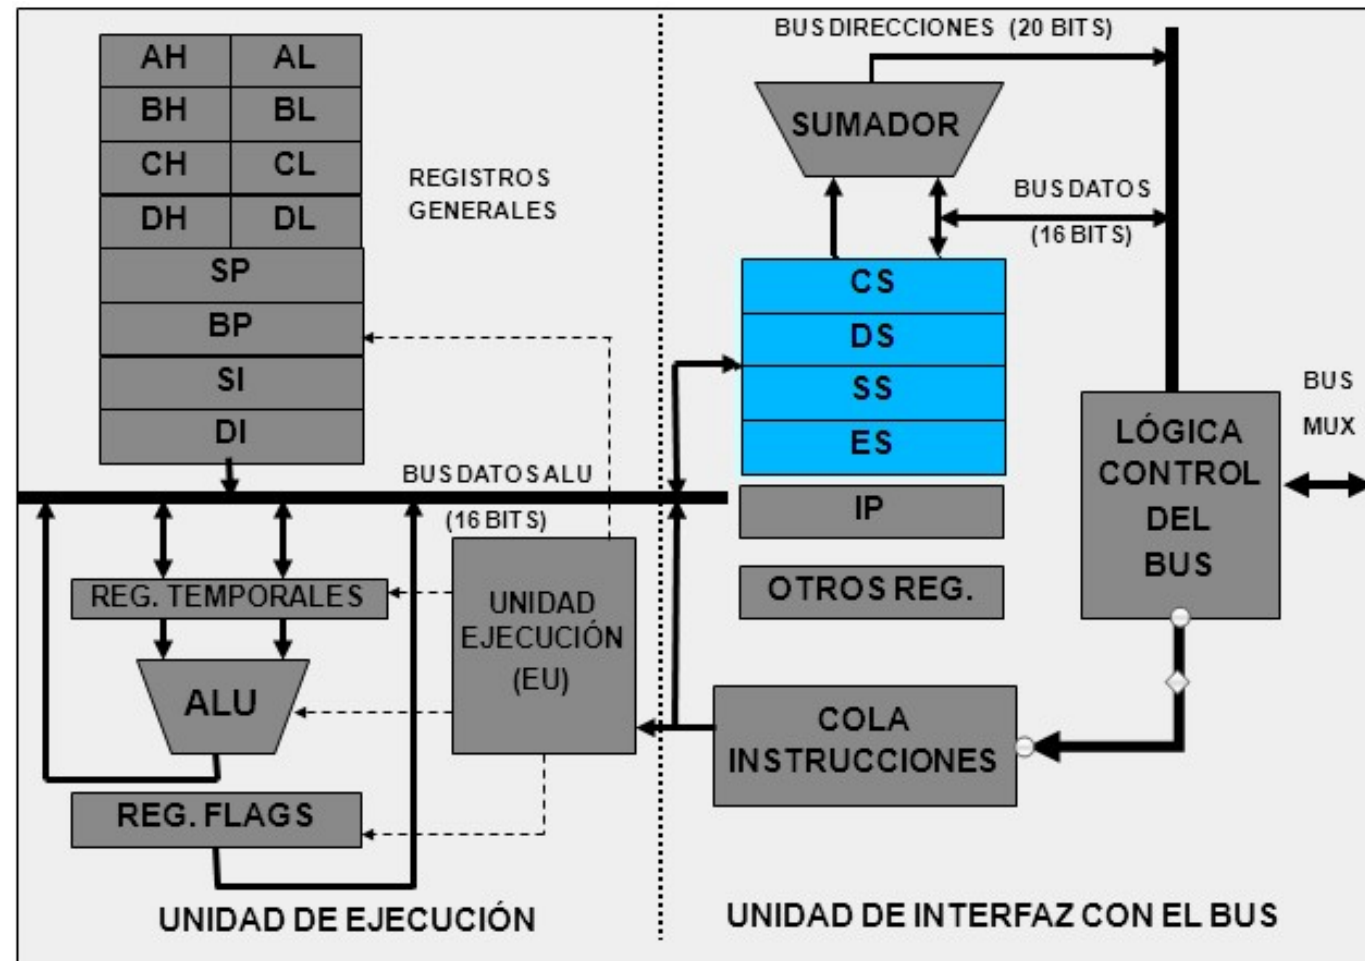 BUS DIRECCIONES (20 BITS)
AH AL
BH BL
CH CL
DH DL
SP
BP
SI
DI
REGISTROS
GENERALES
BUS DATOS ALU
(16 BITS)
REG. TEMPORALES
ALU
REG. FLAGS
UNIDAD
EJECUCIÓN
(EU)
UNIDAD DE EJECUCIÓN
SUMADOR
BUS DATOS
(16 BITS)
CS
DS
SS
ES
IP
OTROS REG.
COLA
INSTRUCCIONES
LÓGICA
CONTROL
DEL
BUS
BUS
MUX
UNIDAD DE INTERFAZ CON EL BUS